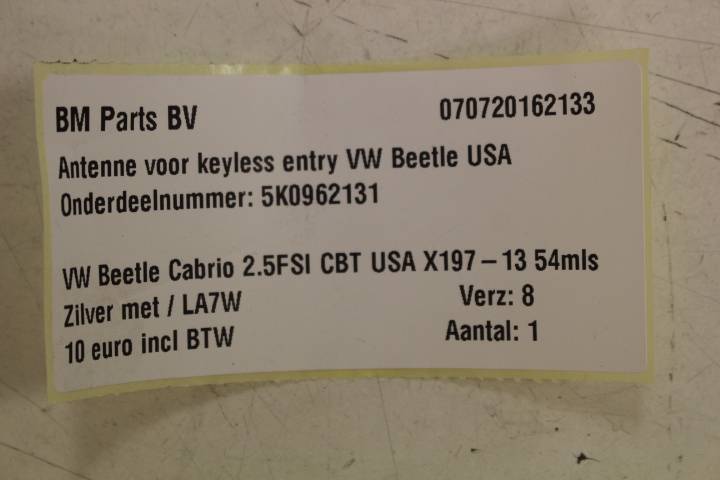 BM Parts BV 070720162133
Antenne voor keyless entry VW Beetle USA
Onderdeelnummer: 5K0962131
VW Beetle Cabrio 2.5FSI CBT USA X197 – 13 54mls
Zilver met / LA7W Verz: 8
10 euro incl BTW Aantal: 1